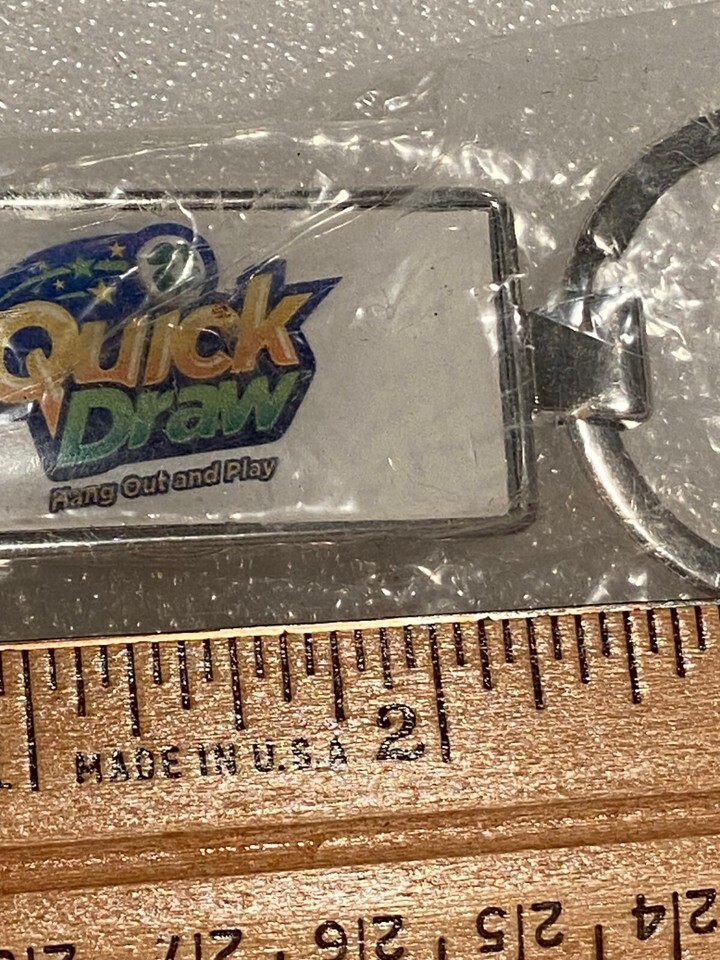 Quick
Draw
Hang Out and Play
MADE IN U.S.A 2
27 26 25 24